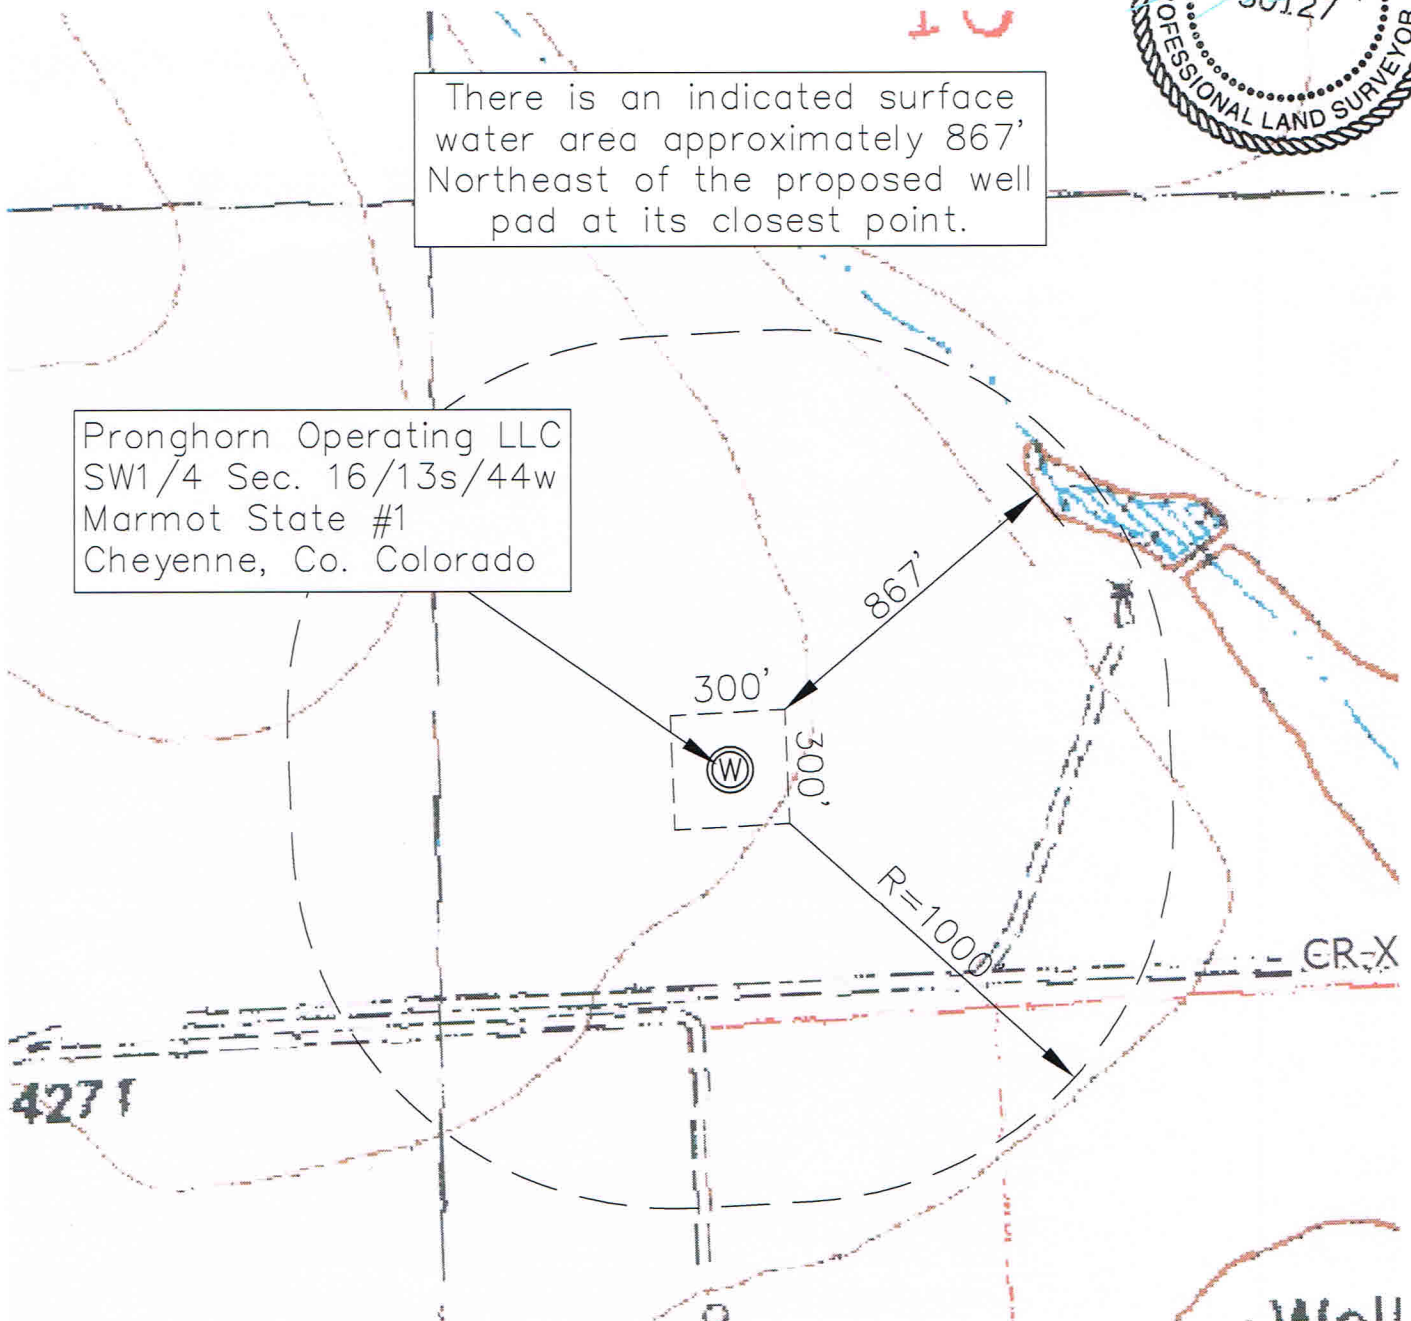 30127
PROFESSIONAL LAND SURVEYOR
There is an indicated surface
water area approximately 867'
Northeast of the proposed well
pad at its closest point.
Pronghorn Operating LLC
SW1/4 Sec. 16/13s/44w
Marmot State #1
Cheyenne, Co. Colorado
867'
300'
300'
W
R=1000'
CR-X
4271